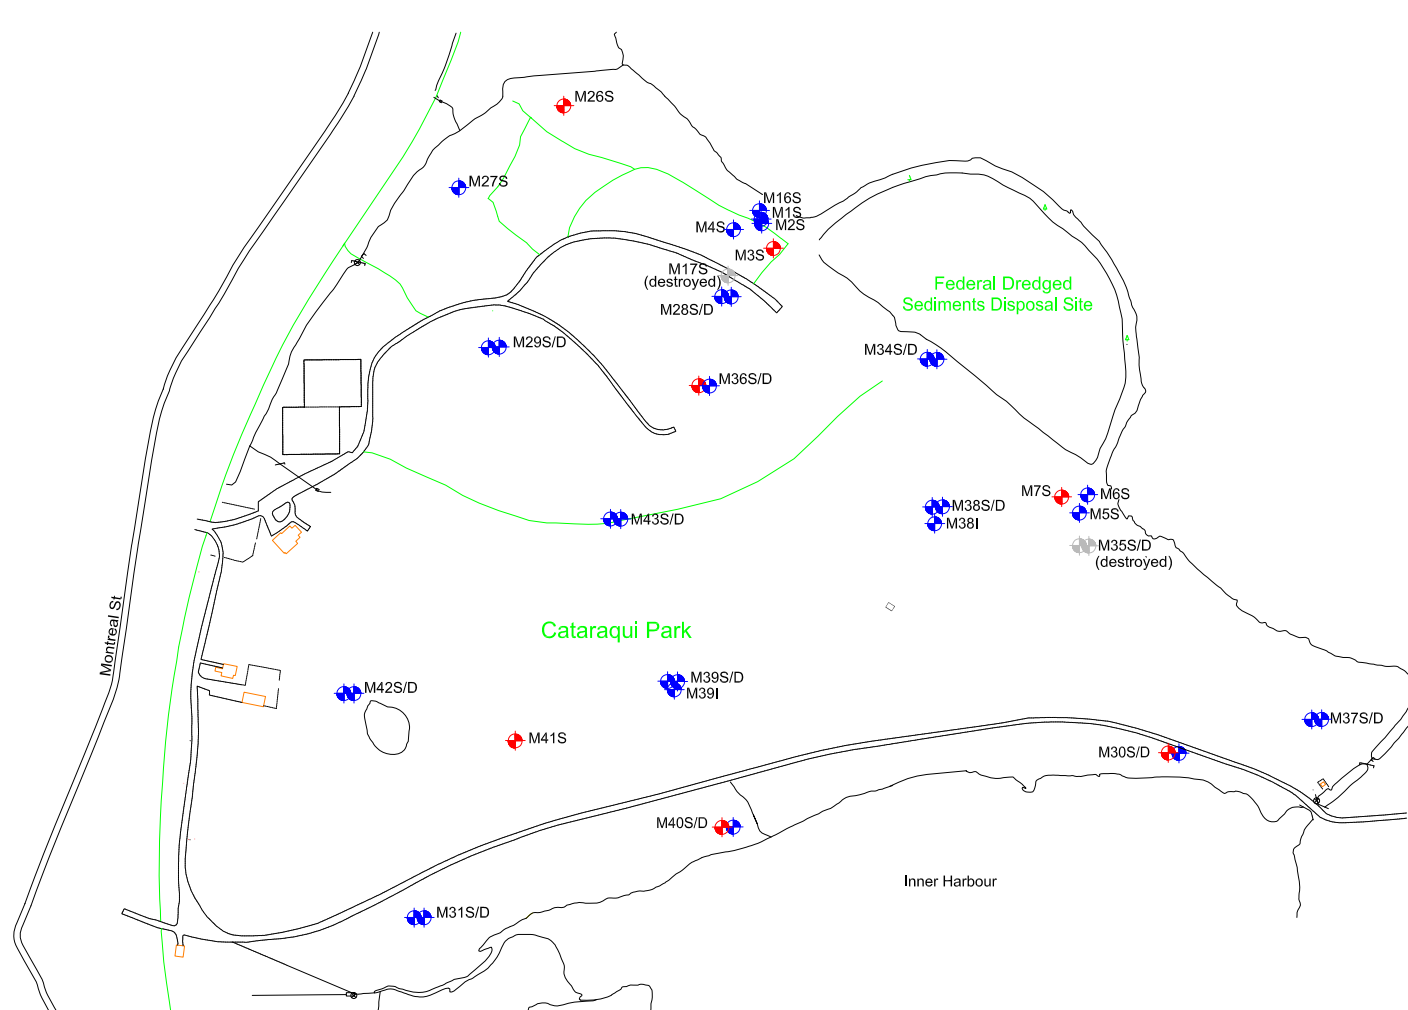 M26S
M27S
M16S
M1S
M2S
M4S
M3S
M17S
(destroyed)
M28S/D
Federal Dredged
Sediments Disposal Site
M29S/D
M34S/D
M36S/D
M7S
M6S
M5S
M38S/D
M38I
M43S/D
M35S/D
(destroyed)
Montreal St
Cataraqui Park
M42S/D
M39S/D
M39I
M37S/D
M41S
M30S/D
M40S/D
Inner Harbour
M31S/D